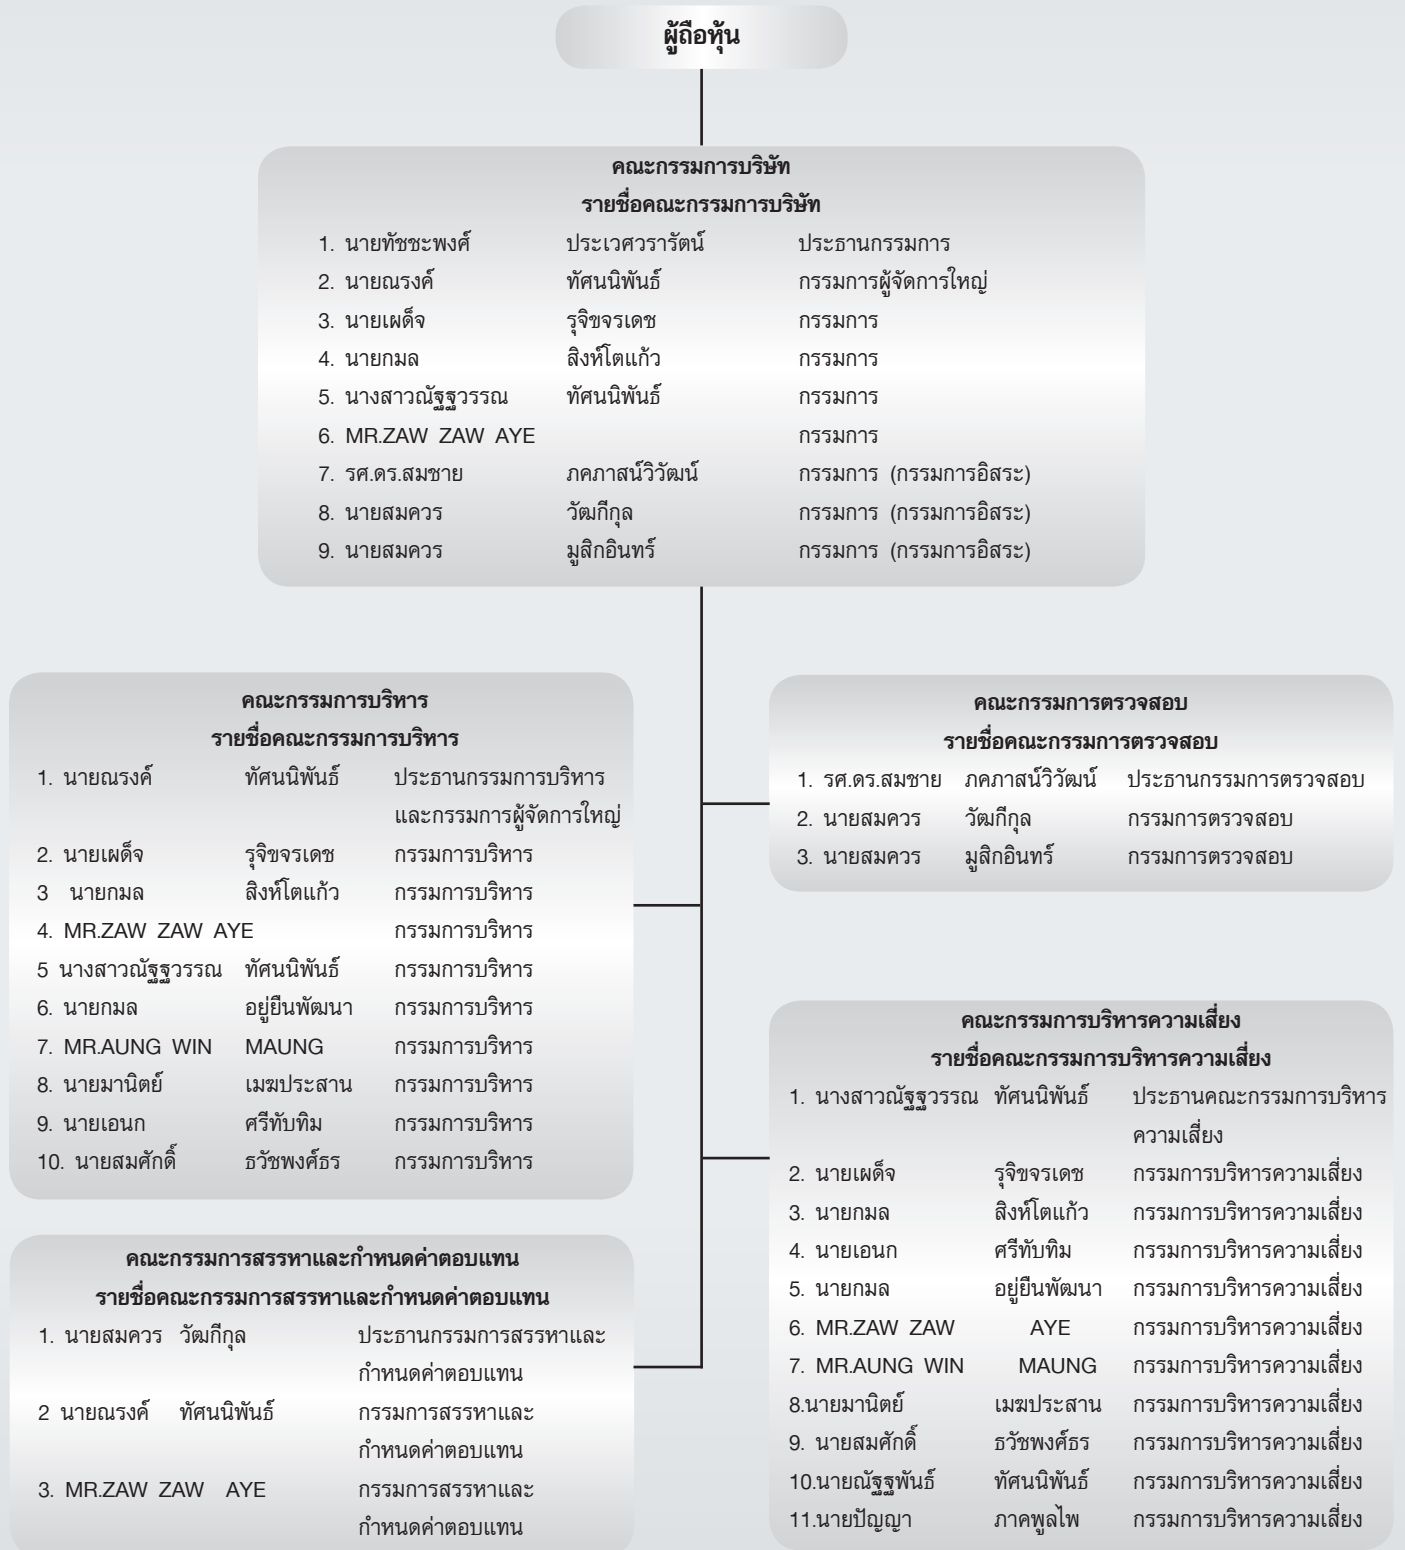 ผู้ถือหุ้น
คณะกรรมการบริษัท
รายชื่อคณะกรรมการบริษัท
1. นายทัชชะพงศ์ ประเวศวรารัตน์ ประธานกรรมการ
2. นายณรงค์ ทัศนนิพันธ์ กรรมการผู้จัดการใหญ่
3. นายเผด็จ รุจิขจรเดช กรรมการ
4. นายกมล สิงห์โตแก้ว กรรมการ
5. นางสาวณัฐฐวรรณ ทัศนนิพันธ์ กรรมการ
6. MR.ZAW ZAW AYE กรรมการ
7. รศ.ดร.สมชาย ภคภาสน์วิวัฒน์ กรรมการ (กรรมการอิสระ)
8. นายสมควร วัฒกีกุล กรรมการ (กรรมการอิสระ)
9. นายสมควร มูสิกอินทร์ กรรมการ (กรรมการอิสระ)
คณะกรรมการบริหาร
รายชื่อคณะกรรมการบริหาร
1. นายณรงค์ ทัศนนิพันธ์ ประธานกรรมการบริหาร
และกรรมการผู้จัดการใหญ่
2. นายเผด็จ รุจิขจรเดช กรรมการบริหาร
3 นายกมล สิงห์โตแก้ว กรรมการบริหาร
4. MR.ZAW ZAW AYE กรรมการบริหาร
5 นางสาวณัฐฐวรรณ ทัศนนิพันธ์ กรรมการบริหาร
6. นายกมล อยู่ยืนพัฒนา กรรมการบริหาร
7. MR.AUNG WIN MAUNG กรรมการบริหาร
8. นายมานิตย์ เมฆประสาน กรรมการบริหาร
9. นายเอนก ศรีทับทิม กรรมการบริหาร
10. นายสมศักดิ์ ธวัชพงศ์ธร กรรมการบริหาร
คณะกรรมการตรวจสอบ
รายชื่อคณะกรรมการตรวจสอบ
1. รศ.ดร.สมชาย ภคภาสน์วิวัฒน์ ประธานกรรมการตรวจสอบ
2. นายสมควร วัฒกีกุล กรรมการตรวจสอบ
3. นายสมควร มูสิกอินทร์ กรรมการตรวจสอบ
คณะกรรมการสรรหาและกำหนดค่าตอบแทน
รายชื่อคณะกรรมการสรรหาและกำหนดค่าตอบแทน
1. นายสมควร วัฒกีกุล ประธานกรรมการสรรหาและ
กำหนดค่าตอบแทน
2 นายณรงค์ ทัศนนิพันธ์ กรรมการสรรหาและ
กำหนดค่าตอบแทน
3. MR.ZAW ZAW AYE กรรมการสรรหาและ
กำหนดค่าตอบแทน
คณะกรรมการบริหารความเสี่ยง
รายชื่อคณะกรรมการบริหารความเสี่ยง
1. นางสาวณัฐฐวรรณ ทัศนนิพันธ์ ประธานคณะกรรมการบริหาร
ความเสี่ยง
2. นายเผด็จ รุจิขจรเดช กรรมการบริหารความเสี่ยง
3. นายกมล สิงห์โตแก้ว กรรมการบริหารความเสี่ยง
4. นายเอนก ศรีทับทิม กรรมการบริหารความเสี่ยง
5. นายกมล อยู่ยืนพัฒนา กรรมการบริหารความเสี่ยง
6. MR.ZAW ZAW AYE กรรมการบริหารความเสี่ยง
7. MR.AUNG WIN MAUNG กรรมการบริหารความเสี่ยง
8.นายมานิตย์ เมฆประสาน กรรมการบริหารความเสี่ยง
9. นายสมศักดิ์ ธวัชพงศ์ธร กรรมการบริหารความเสี่ยง
10.นายณัฐฐพันธ์ ทัศนนิพันธ์ กรรมการบริหารความเสี่ยง
11.นายปัญญา ภาคพูลไพ กรรมการบริหารความเสี่ยง